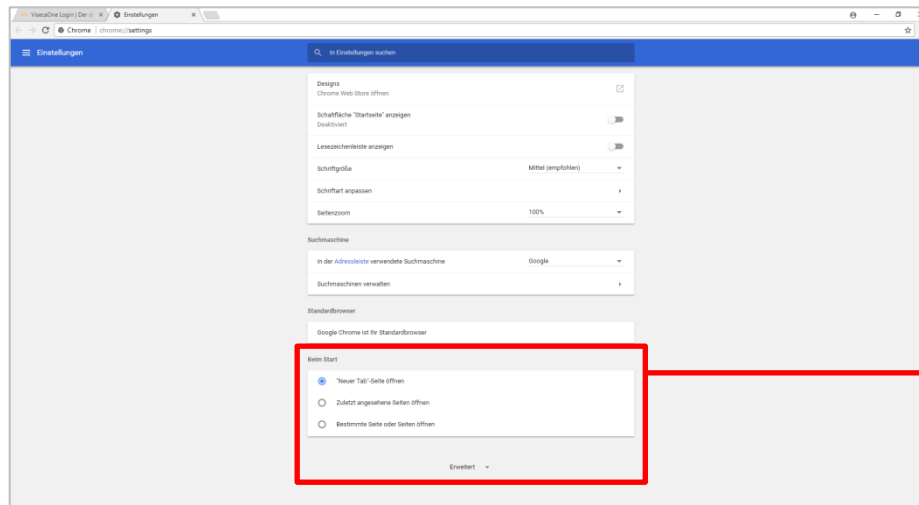 VisecaOne Login | Der
Einstellungen
Chrome | chrome://settings
Einstellungen
In Einstellungen suchen
Designs
Chrome Web Store öffnen
Schaltfläche "Startseite" anzeigen
Deaktiviert
Lesezeichenleiste anzeigen
Schriftgröße
Mittel (empfohlen)
Schriftart anpassen
Seitenzoom
100%
Suchmaschine
In der Adressleiste verwendete Suchmaschine
Google
Suchmaschinen verwalten
Standardbrowser
Google Chrome ist Ihr Standardbrowser
Beim Start
"Neuer Tab"-Seite öffnen
Zuletzt angesehene Seiten öffnen
Bestimmte Seite oder Seiten öffnen
Erweitert